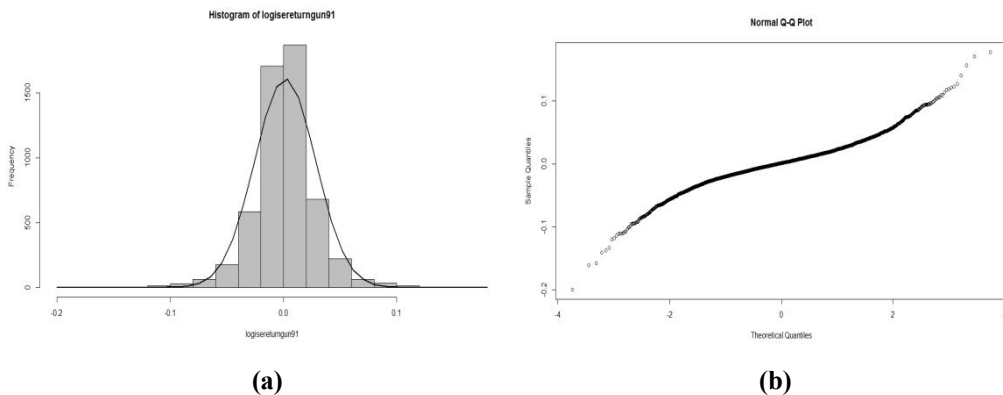 Histogram of logisereturngun91
Frequency
0
500
1000
1500
-0.2
-0.1
0.0
0.1
logisereturngun91
(a)
Normal Q-Q Plot
Sample Quantiles
-0.2
-0.1
0.0
0.1
-4
-2
0
2
Theoretical Quantiles
(b)